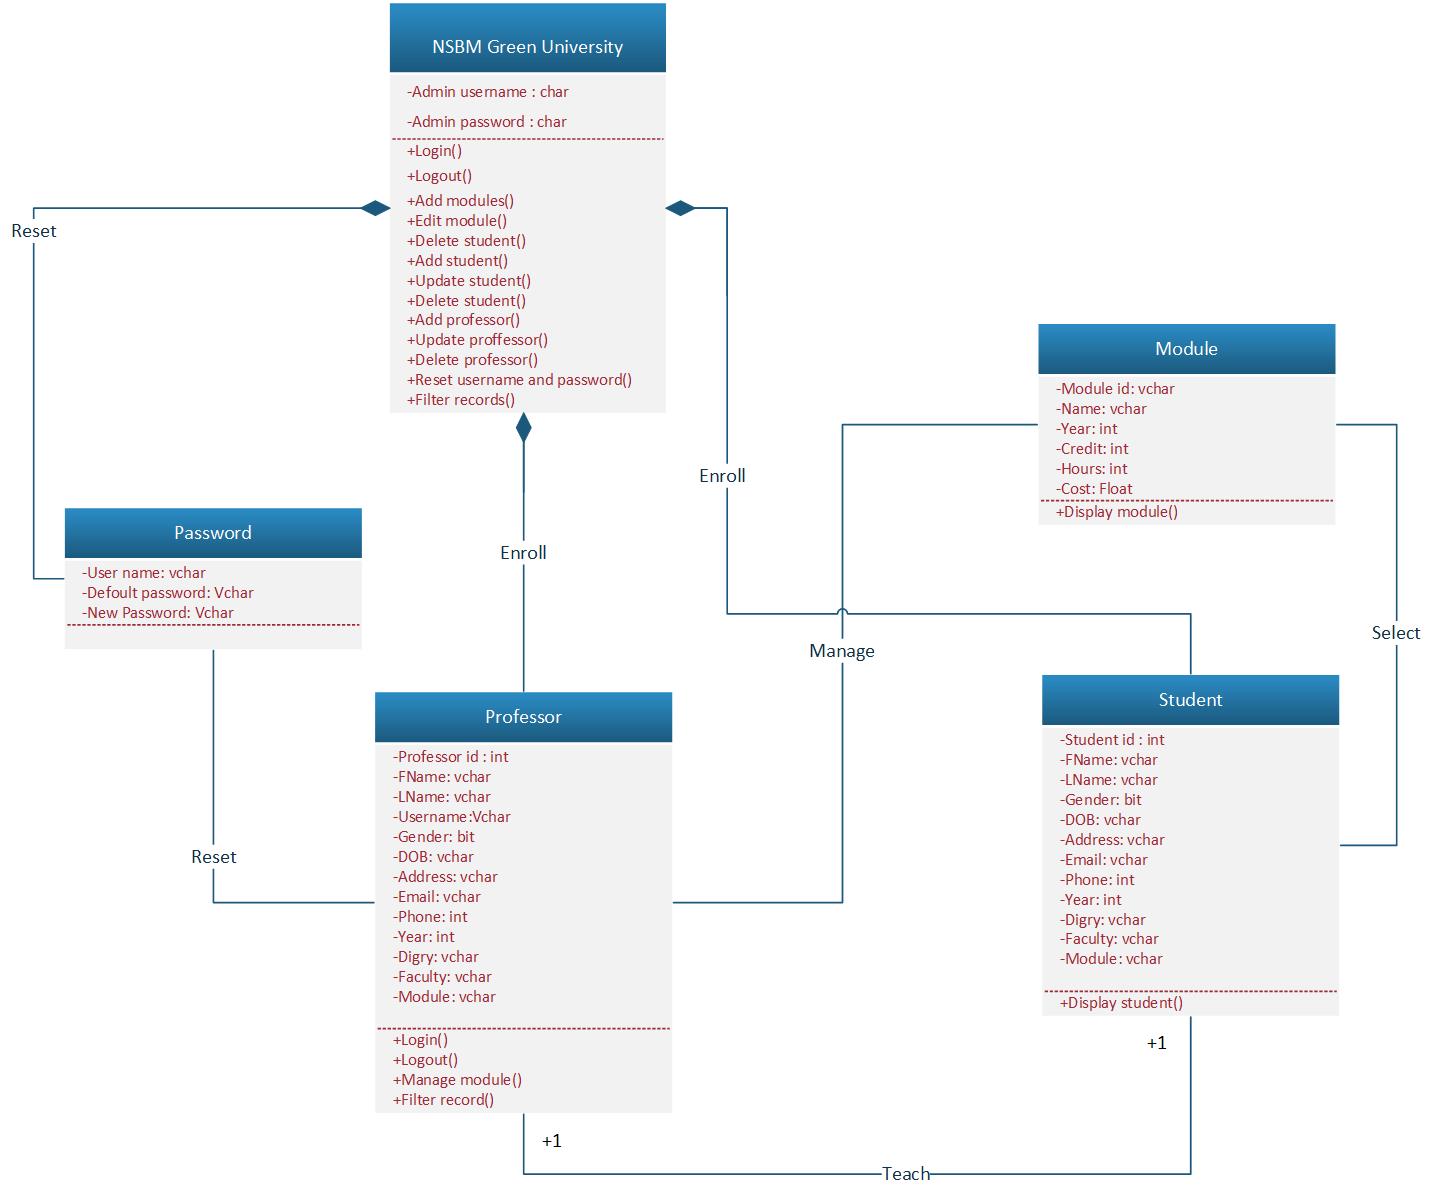 NSBM Green University
-Admin username : char
-Admin password : char
+Login()
+Logout()
+Add modules()
+Edit module()
+Delete student()
+Add student()
+Update student()
+Delete student()
+Add professor()
+Update proffessor()
+Delete professor()
+Reset username and password()
+Filter records()
Reset
Enroll
Enroll
Module
-Module id: vchar
-Name: vchar
-Year: int
-Credit: int
-Hours: int
-Cost: Float
+Display module()
Password
-User name: vchar
-Defoult password: Vchar
-New Password: Vchar
Manage
Select
Reset
Professor
-Professor id : int
-FName: vchar
-LName: vchar
-Username:Vchar
-Gender: bit
-DOB: vchar
-Address: vchar
-Email: vchar
-Phone: int
-Year: int
-Digry: vchar
-Faculty: vchar
-Module: vchar
+Login()
+Logout()
+Manage module()
+Filter record()
Student
-Student id : int
-FName: vchar
-LName: vchar
-Gender: bit
-DOB: vchar
-Address: vchar
-Email: vchar
-Phone: int
-Year: int
-Digry: vchar
-Faculty: vchar
-Module: vchar
+Display student()
+1
+1
Teach